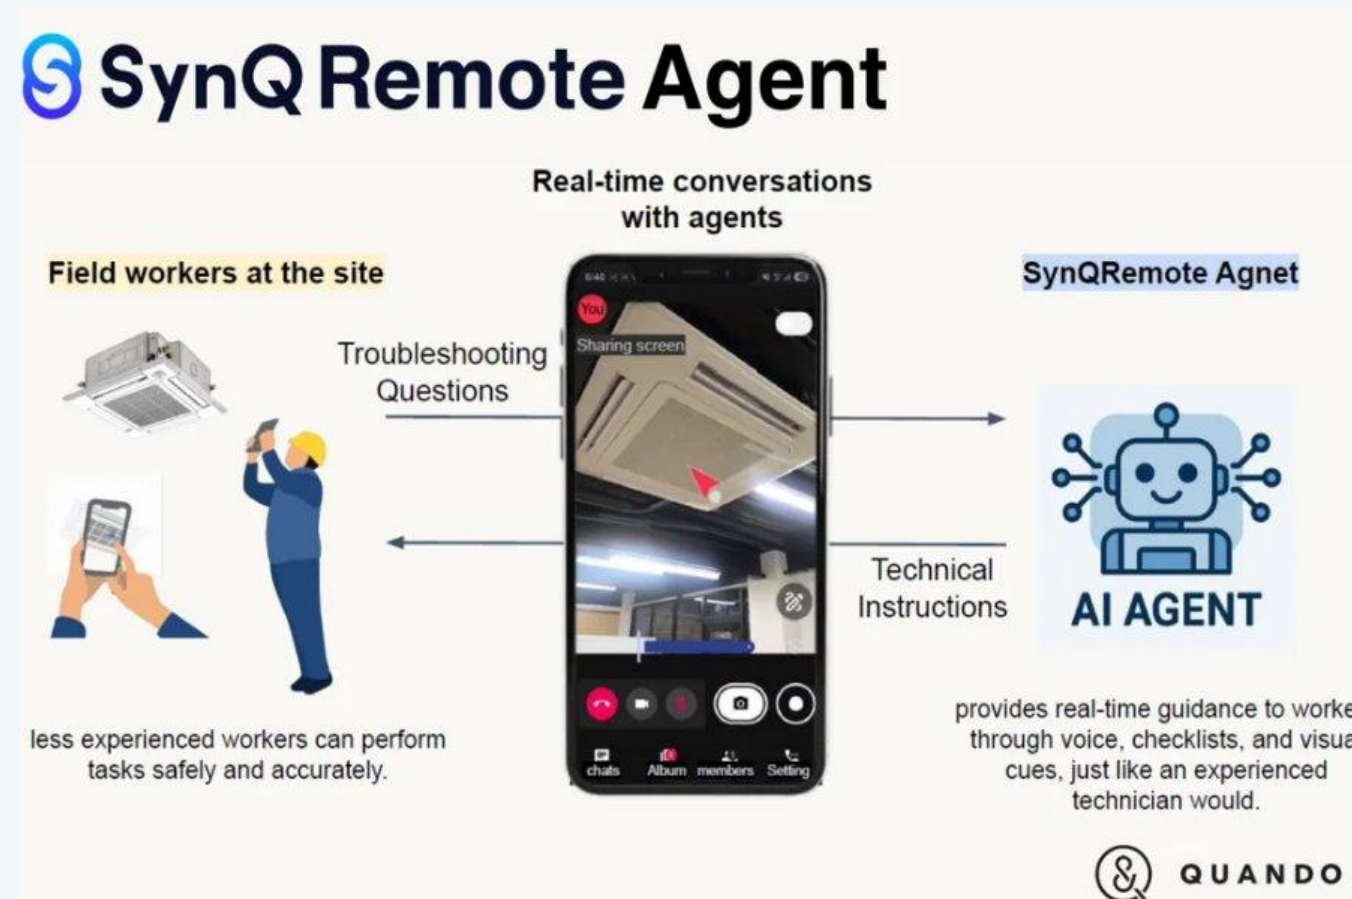 SynQ Remote Agent
Real-time conversations
with agents
Field workers at the site
SynQRemote Agnet
Troubleshooting
Questions
You
Sharing screen
Technical
Instructions
AI AGENT
chats
Album
members
Setting
less experienced workers can perform
tasks safely and accurately.
provides real-time guidance to worke
through voice, checklists, and visua
cues, just like an experienced
technician would.
QUANDO